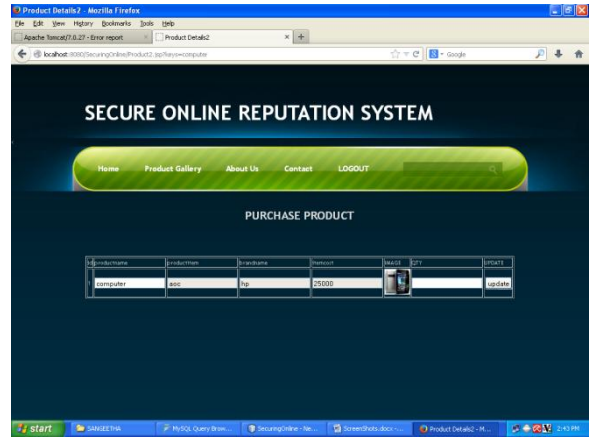 Product Details2 - Mozilla Firefox
File Edit View History Bookmarks Tools Help
Apache Tomcat/7.0.27 - Error report
Product Details2
localhost:8080/SecuringOnline/Product2.jsp?keys=computer
Google
SECURE ONLINE REPUTATION SYSTEM
Home Product Gallery About Us Contact LOGOUT
PURCHASE PRODUCT
id productname productitem brandname itemcost IMAGE QTY UPDATE
computer aoc hp 25000 update
start SANGEETHA MySQL Query Brow... SecuringOnline - Ne... ScreenShots.docx -... Product Details2 - M... 2:43 PM